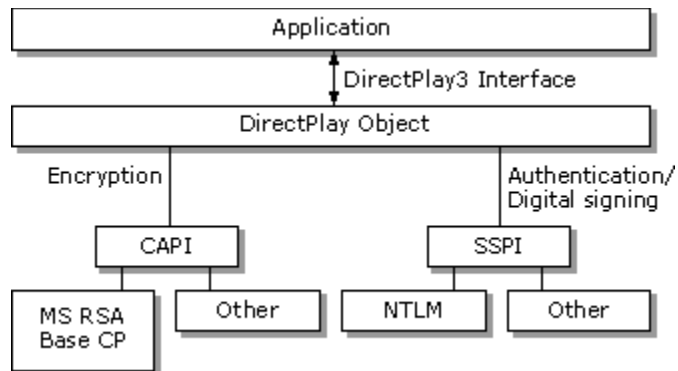 Application
DirectPlay3 Interface
DirectPlay Object
Encryption
Authentication/
Digital signing
CAPI
SSPI
MS RSA
Base CP
Other
NTLM
Other